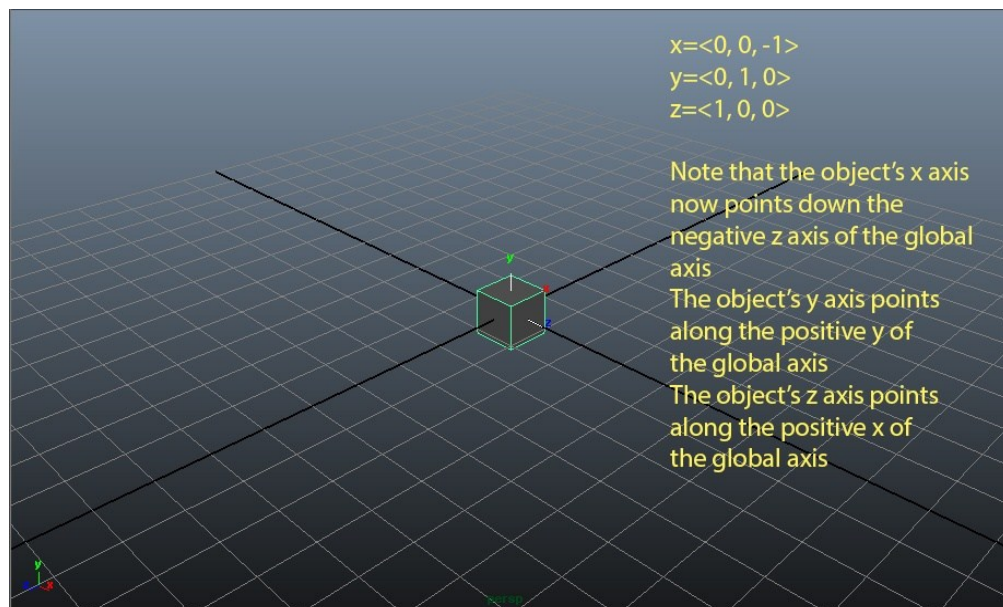 x=<0, 0, -1>
y=<0, 1, 0>
z=<1, 0, 0>
Note that the object's x axis
now points down the
negative z axis of the global
axis
The object's y axis points
along the positive y of
the global axis
The object's z axis points
along the positive x of
the global axis
y
x
z
y
z x
persp